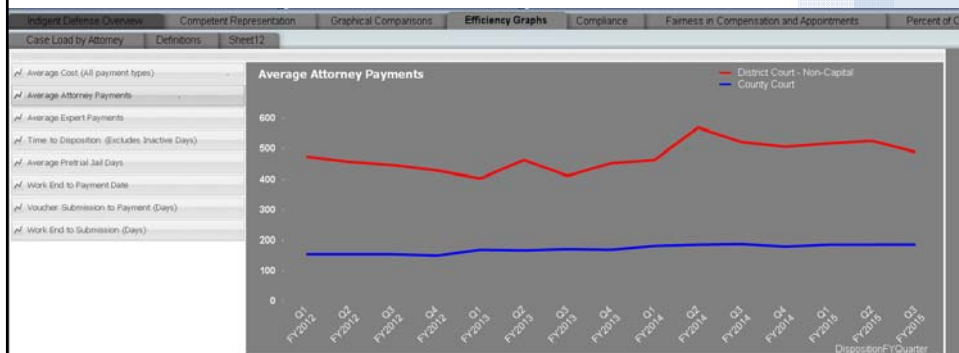 Indigent Defense Overview Competent Representation Graphical Comparisons Efficiency Graphs Compliance Fairness in Compensation and Appointments Percent of C
Case Load by Attorney Definitions Sheet12
Average Cost (All payment types)
Average Attorney Payments
Average Expert Payments
Time to Disposition (Excludes Inactive Days)
Average Pretrial Jail Days
Work End to Payment Date
Voucher Submission to Payment (Days)
Work End to Submission (Days)
Average Attorney Payments
District Court - Non-Capital
County Court
600
500
400
300
200
100
0
Q1 FY2012
Q2 FY2012
Q3 FY2012
Q4 FY2012
Q1 FY2013
Q2 FY2013
Q3 FY2013
Q4 FY2013
Q1 FY2014
Q2 FY2014
Q3 FY2014
Q4 FY2014
Q1 FY2015
Q2 FY2015
Q3 FY2015
DispositionFYQuarter